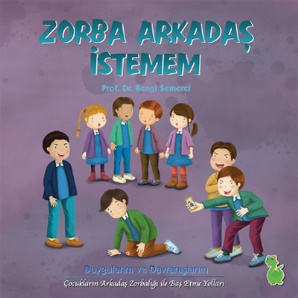 ZORBA ARKADAŞ
İSTEMEM
Prof. Dr. Bengi Semerci
Duygularım ve Davranışlarım
Çocukların Arkadaş Zorbalığı ile Baş Etme Yolları